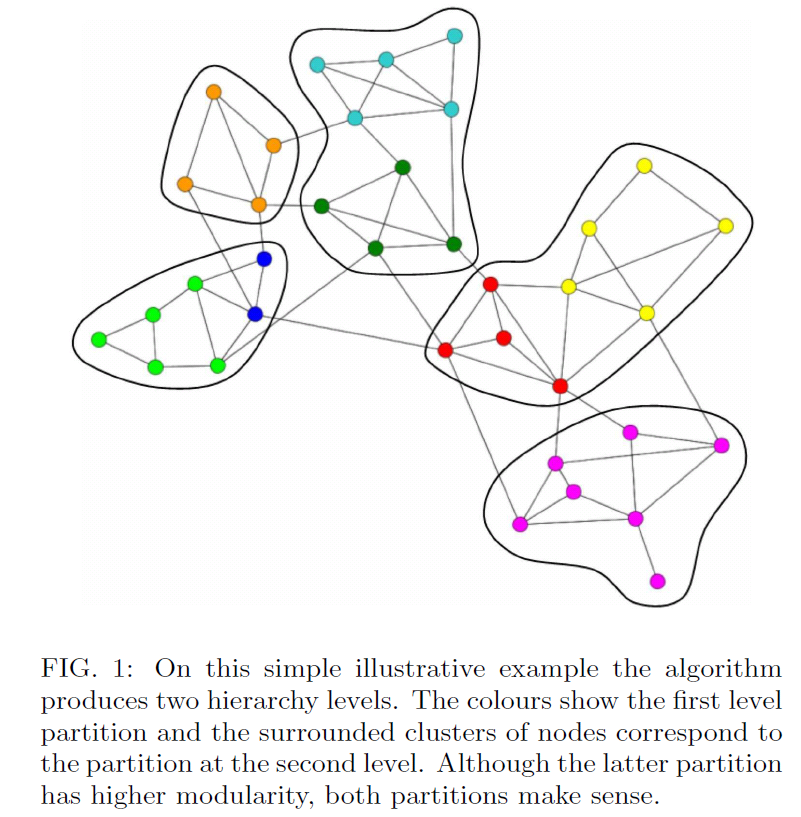 FIG. 1: On this simple illustrative example the algorithm
produces two hierarchy levels. The colours show the first level
partition and the surrounded clusters of nodes correspond to
the partition at the second level. Although the latter partition
has higher modularity, both partitions make sense.